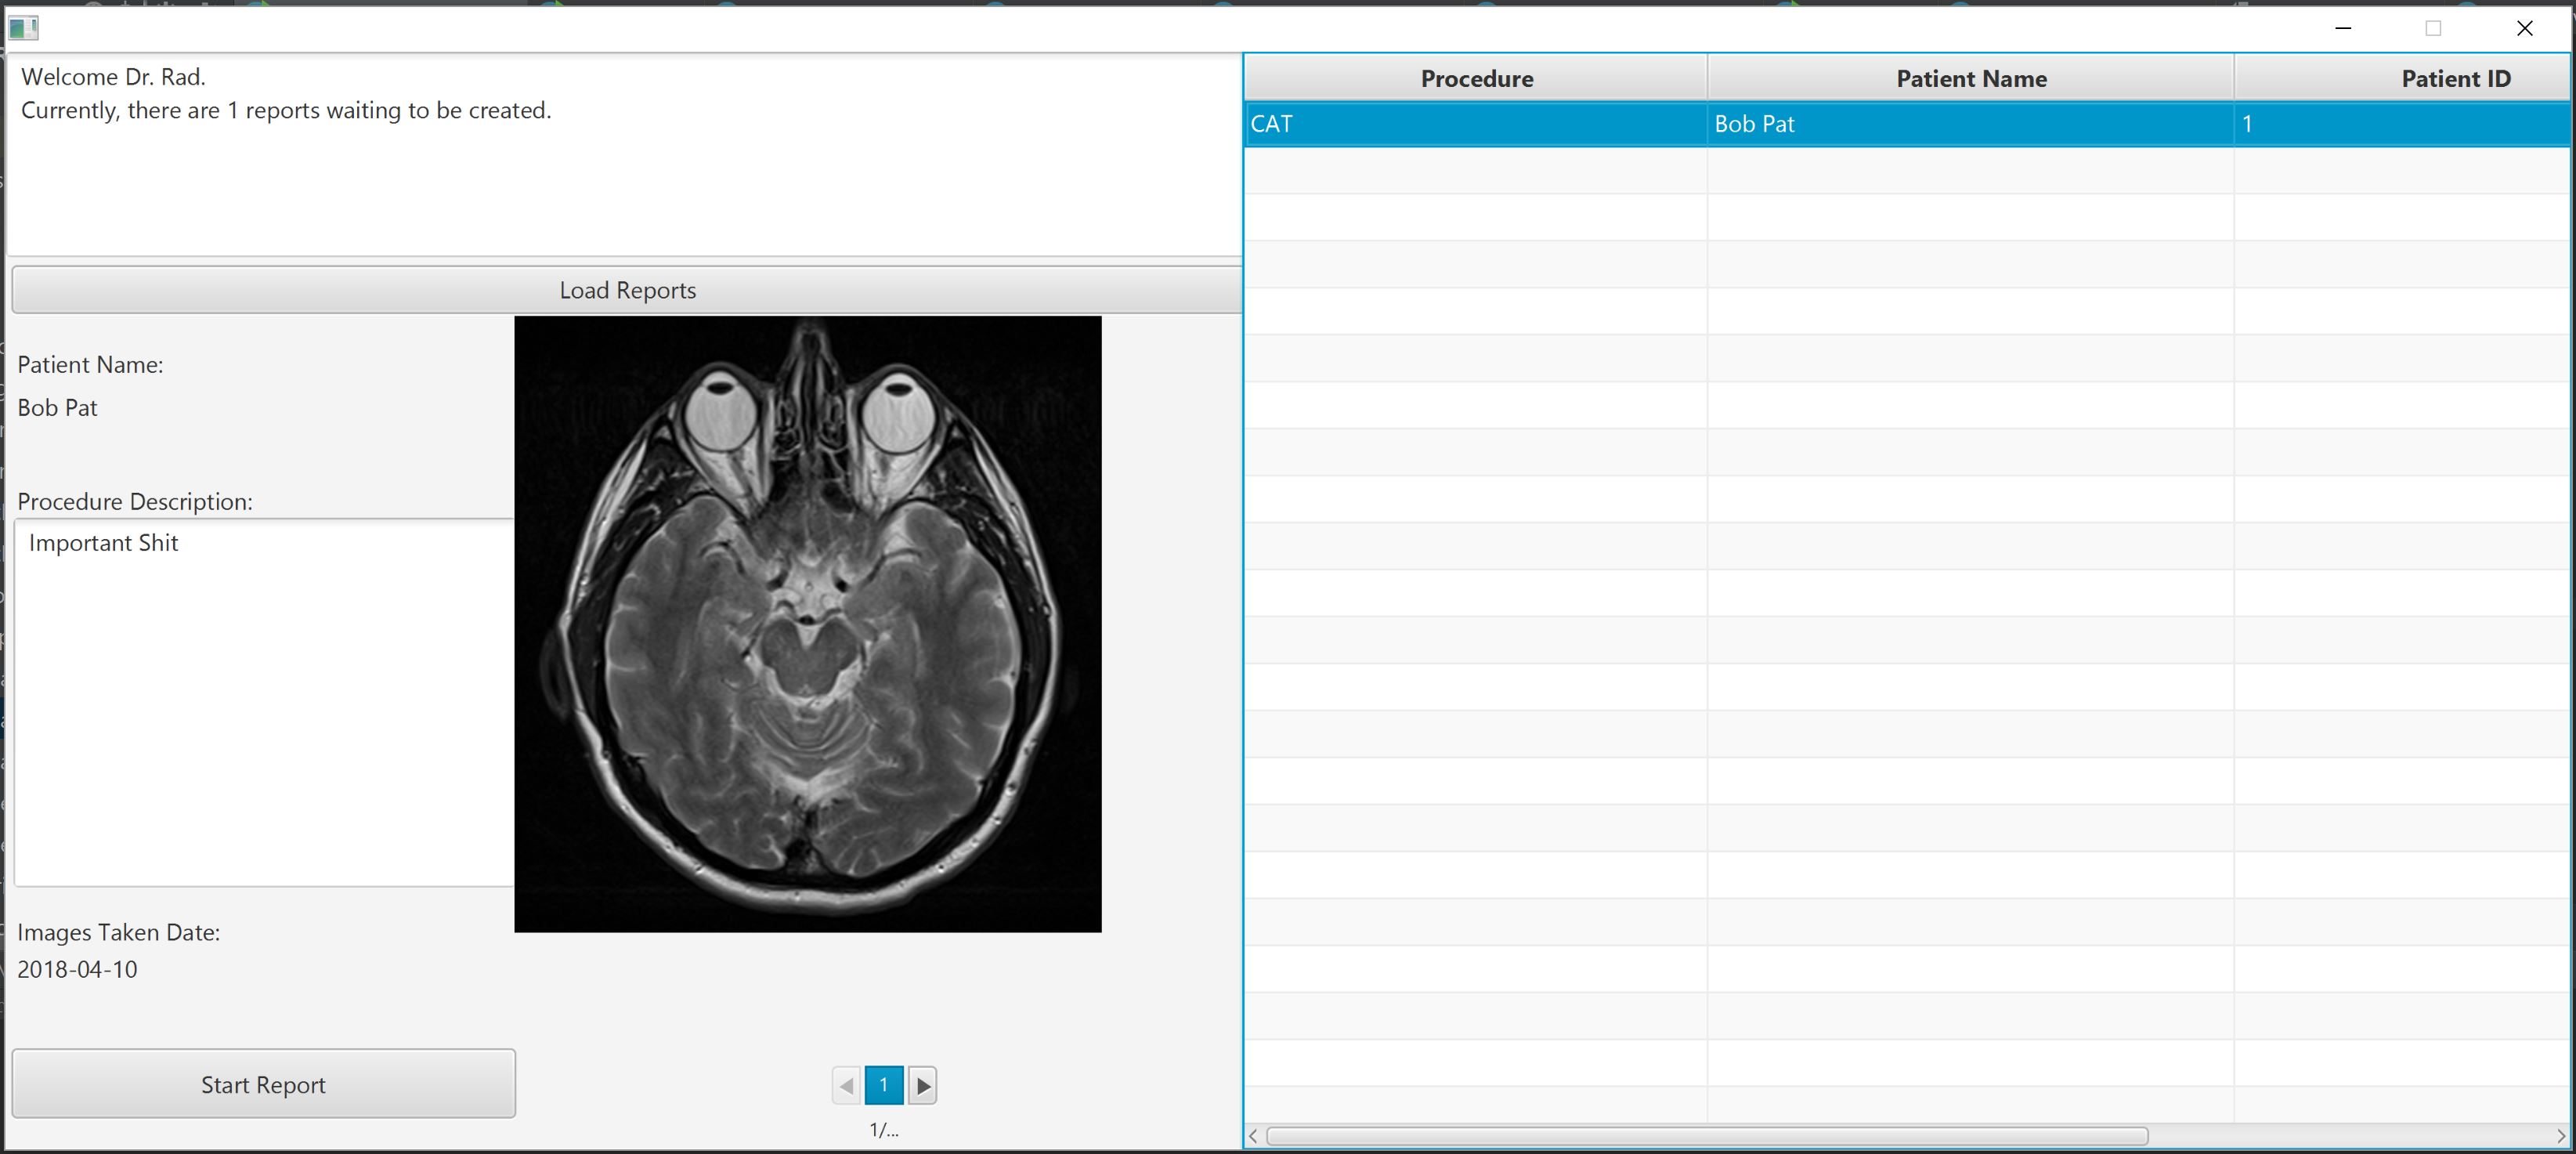 Welcome Dr. Rad.
Currently, there are 1 reports waiting to be created.
Load Reports
Patient Name:
Bob Pat
Procedure Description:
Important Shit
Images Taken Date:
2018-04-10
Start Report
1
1/...
Procedure Patient Name Patient ID
CAT Bob Pat 1